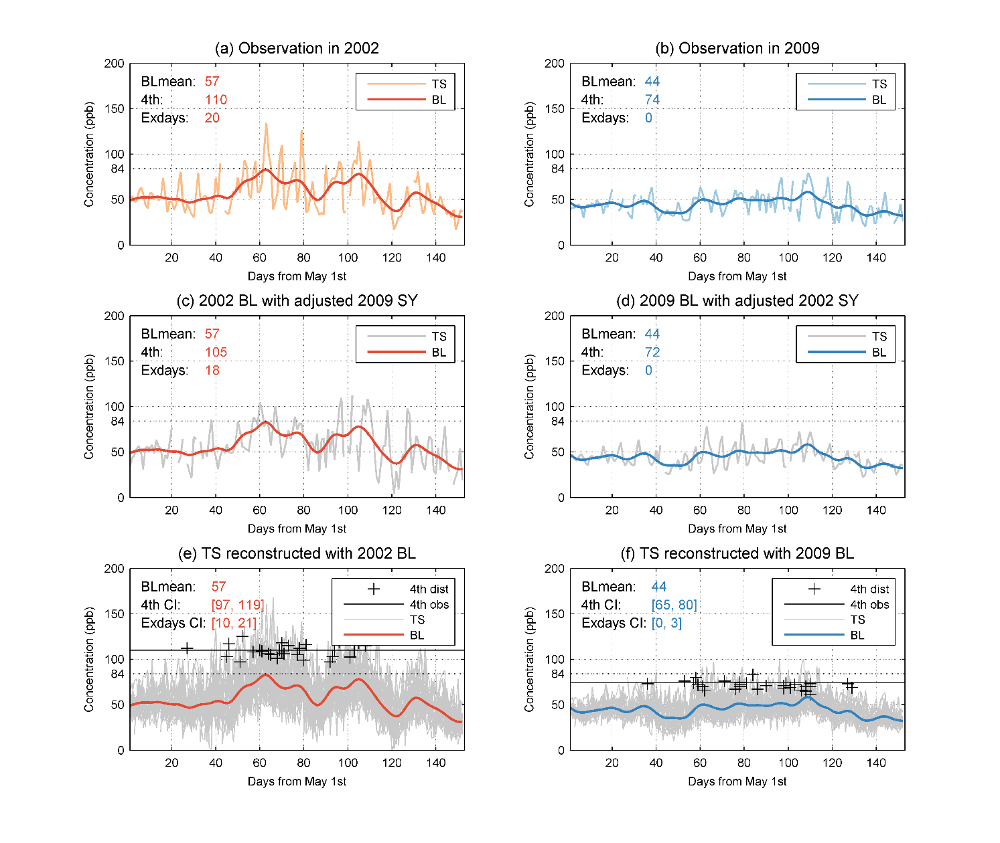 (a) Observation in 2002
200
150
100
84
50
0
Concentration (ppb)
BLmean: 57
4th: 110
Exdays: 20
TS
BL
20 40 60 80 100 120 140
Days from May 1st
(b) Observation in 2009
200
150
100
84
50
0
Concentration (ppb)
BLmean: 44
4th: 74
Exdays: 0
TS
BL
20 40 60 80 100 120 140
Days from May 1st
(c) 2002 BL with adjusted 2009 SY
200
150
100
84
50
0
Concentration (ppb)
BLmean: 57
4th: 105
Exdays: 18
TS
BL
20 40 60 80 100 120 140
Days from May 1st
(d) 2009 BL with adjusted 2002 SY
200
150
100
84
50
0
Concentration (ppb)
BLmean: 44
4th: 72
Exdays: 0
TS
BL
20 40 60 80 100 120 140
Days from May 1st
(e) TS reconstructed with 2002 BL
200
150
100
84
50
0
Concentration (ppb)
BLmean: 57
4th CI: [97, 119]
Exdays CI: [10, 21]
4th dist
4th obs
TS
BL
20 40 60 80 100 120 140
Days from May 1st
(f) TS reconstructed with 2009 BL
200
150
100
84
50
0
Concentration (ppb)
BLmean: 44
4th CI: [65, 80]
Exdays CI: [0, 3]
4th dist
4th obs
TS
BL
20 40 60 80 100 120 140
Days from May 1st